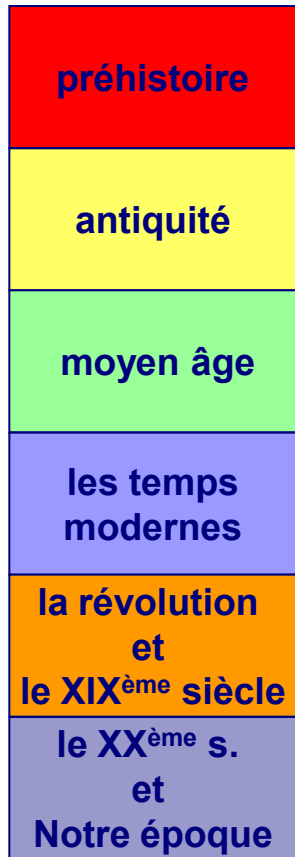 préhistoire
antiquité
moyen âge
les temps
modernes
la révolution
et
le XIXème siècle
le XXème s.
et
Notre époque